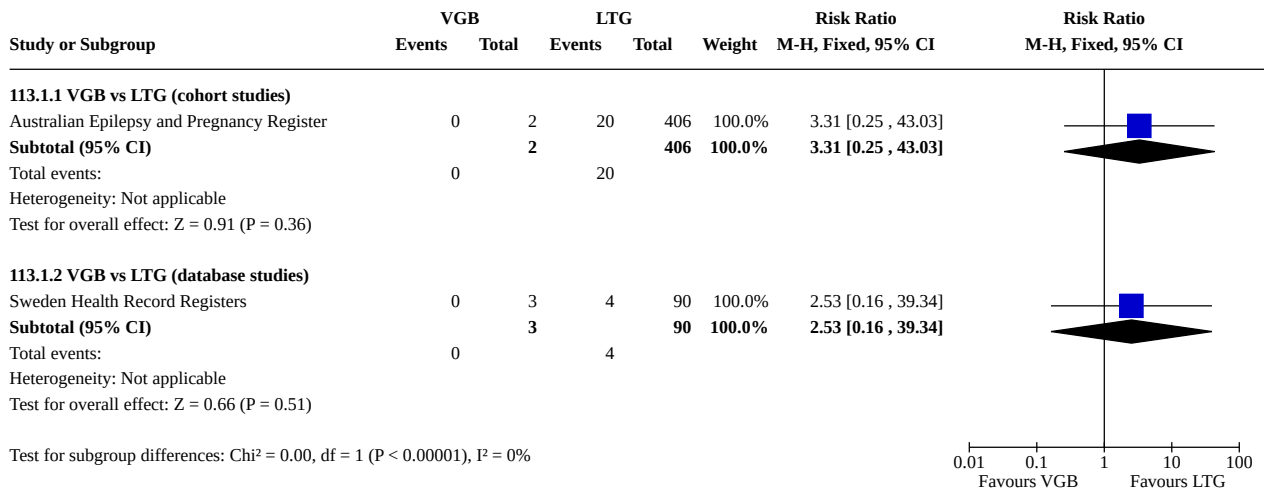 VGB LTG Risk Ratio Risk Ratio
Study or Subgroup Events Total Events Total Weight M-H, Fixed, 95% CI M-H, Fixed, 95% CI
113.1.1 VGB vs LTG (cohort studies)
Australian Epilepsy and Pregnancy Register 0 2 20 406 100.0% 3.31 [0.25 , 43.03]
Subtotal (95% CI) 2 406 100.0% 3.31 [0.25 , 43.03]
Total events: 0 20
Heterogeneity: Not applicable
Test for overall effect: Z = 0.91 (P = 0.36)
113.1.2 VGB vs LTG (database studies)
Sweden Health Record Registers 0 3 4 90 100.0% 2.53 [0.16 , 39.34]
Subtotal (95% CI) 3 90 100.0% 2.53 [0.16 , 39.34]
Total events: 0 4
Heterogeneity: Not applicable
Test for overall effect: Z = 0.66 (P = 0.51)
Test for subgroup differences: Chi² = 0.00, df = 1 (P < 0.00001), I² = 0%
0.01 0.1 1 10 100
Favours VGB Favours LTG